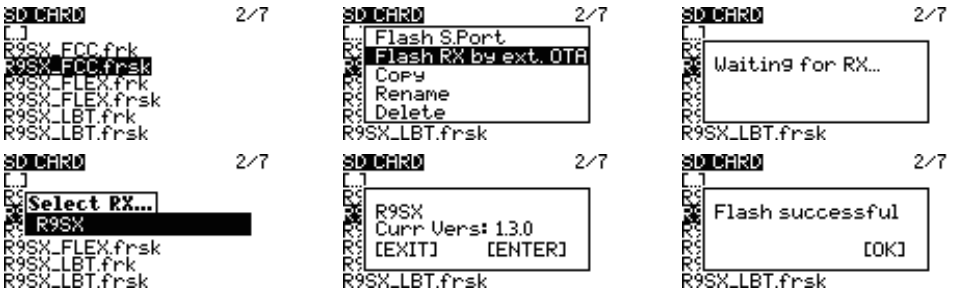 SD CARD 2/7
[..]
R9SX_FCC.frk
R9SX_FCC.frsk
R9SX_FLEX.frk
R9SX_FLEX.frsk
R9SX_LBT.frk
R9SX_LBT.frsk
SD CARD 2/7
Flash S.Port
Flash RX by ext. OTA
Copy
Rename
Delete
R9SX_LBT.frsk
SD CARD 2/7
Waiting for RX...
R9SX_LBT.frsk
SD CARD 2/7
[..]
Select RX...
R9SX
R9SX_FLEX.frsk
R9SX_LBT.frk
R9SX_LBT.frsk
SD CARD 2/7
R9SX
Curr Vers: 1.3.0
[EXIT] [ENTER]
R9SX_LBT.frsk
SD CARD 2/7
Flash successful
[OK]
R9SX_LBT.frsk